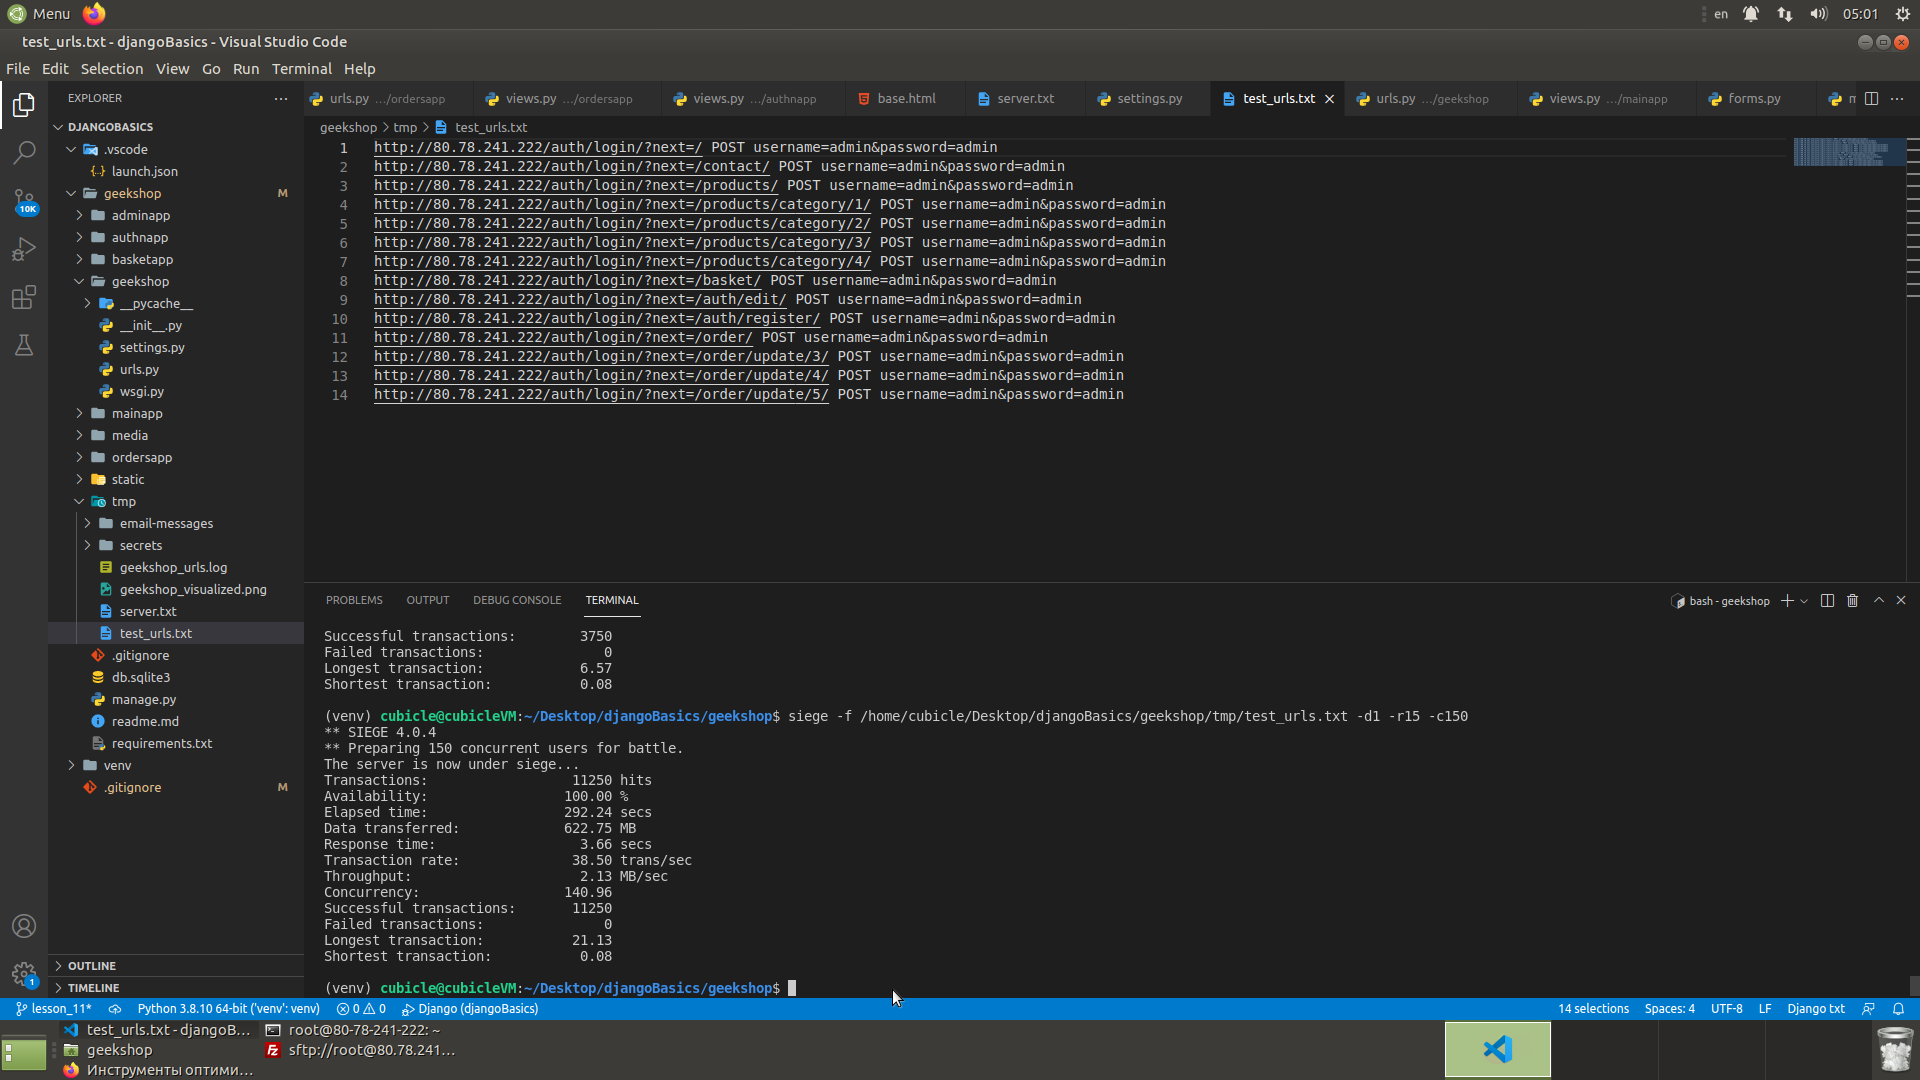 Menu
en
05:01
test_urls.txt - djangoBasics - Visual Studio Code
File Edit Selection View Go Run Terminal Help
EXPLORER
urls.py .../ordersapp
views.py .../ordersapp
views.py .../authnapp
base.html
server.txt
settings.py
test_urls.txt
urls.py .../geekshop
views.py .../mainapp
forms.py
geekshop > tmp > test_urls.txt
DJANGOBASICS
.vscode
launch.json
geekshop M
adminapp
authnapp
basketapp
geekshop
__pycache__
__init__.py
settings.py
urls.py
wsgi.py
mainapp
media
ordersapp
static
tmp
email-messages
secrets
geekshop_urls.log
geekshop_visualized.png
server.txt
test_urls.txt
.gitignore
db.sqlite3
manage.py
readme.md
requirements.txt
venv
.gitignore M
OUTLINE
TIMELINE
10K
1
1 http://80.78.241.222/auth/login/?next=/ POST username=admin&password=admin
2 http://80.78.241.222/auth/login/?next=/contact/ POST username=admin&password=admin
3 http://80.78.241.222/auth/login/?next=/products/ POST username=admin&password=admin
4 http://80.78.241.222/auth/login/?next=/products/category/1/ POST username=admin&password=admin
5 http://80.78.241.222/auth/login/?next=/products/category/2/ POST username=admin&password=admin
6 http://80.78.241.222/auth/login/?next=/products/category/3/ POST username=admin&password=admin
7 http://80.78.241.222/auth/login/?next=/products/category/4/ POST username=admin&password=admin
8 http://80.78.241.222/auth/login/?next=/basket/ POST username=admin&password=admin
9 http://80.78.241.222/auth/login/?next=/auth/edit/ POST username=admin&password=admin
10 http://80.78.241.222/auth/login/?next=/auth/register/ POST username=admin&password=admin
11 http://80.78.241.222/auth/login/?next=/order/ POST username=admin&password=admin
12 http://80.78.241.222/auth/login/?next=/order/update/3/ POST username=admin&password=admin
13 http://80.78.241.222/auth/login/?next=/order/update/4/ POST username=admin&password=admin
14 http://80.78.241.222/auth/login/?next=/order/update/5/ POST username=admin&password=admin
PROBLEMS OUTPUT DEBUG CONSOLE TERMINAL
bash - geekshop
Successful transactions: 3750
Failed transactions: 0
Longest transaction: 6.57
Shortest transaction: 0.08
(venv) cubicle@cubicleVM:~/Desktop/djangoBasics/geekshop$ siege -f /home/cubicle/Desktop/djangoBasics/geekshop/tmp/test_urls.txt -d1 -r15 -c150
** SIEGE 4.0.4
** Preparing 150 concurrent users for battle.
The server is now under siege...
Transactions: 11250 hits
Availability: 100.00 %
Elapsed time: 292.24 secs
Data transferred: 622.75 MB
Response time: 3.66 secs
Transaction rate: 38.50 trans/sec
Throughput: 2.13 MB/sec
Concurrency: 140.96
Successful transactions: 11250
Failed transactions: 0
Longest transaction: 21.13
Shortest transaction: 0.08
(venv) cubicle@cubicleVM:~/Desktop/djangoBasics/geekshop$
lesson_11* Python 3.8.10 64-bit ('venv': venv) 0 0 Django (djangoBasics)
14 selections Spaces: 4 UTF-8 LF Django txt
test_urls.txt - djangoB...
root@80-78-241-222: ~
geekshop
sftp://root@80.78.241...
Инструменты оптими...